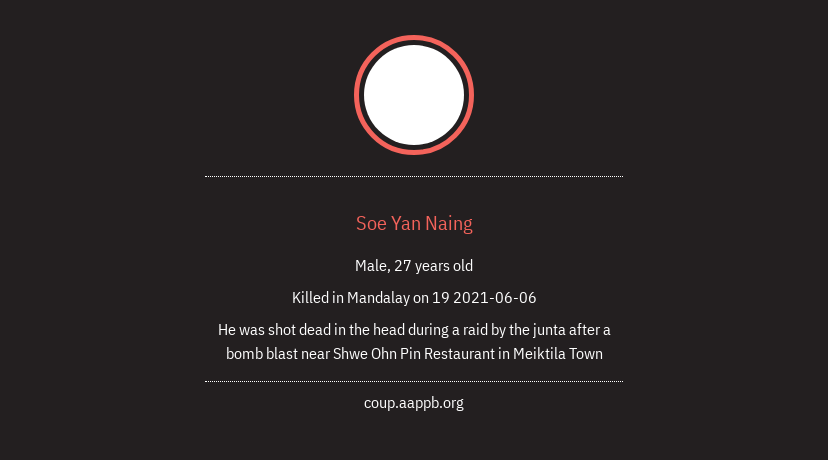 Soe Yan Naing
Male, 27 years old
Killed in Mandalay on 19 2021-06-06
He was shot dead in the head during a raid by the junta after a
bomb blast near Shwe Ohn Pin Restaurant in Meiktila Town
coup.aappb.org